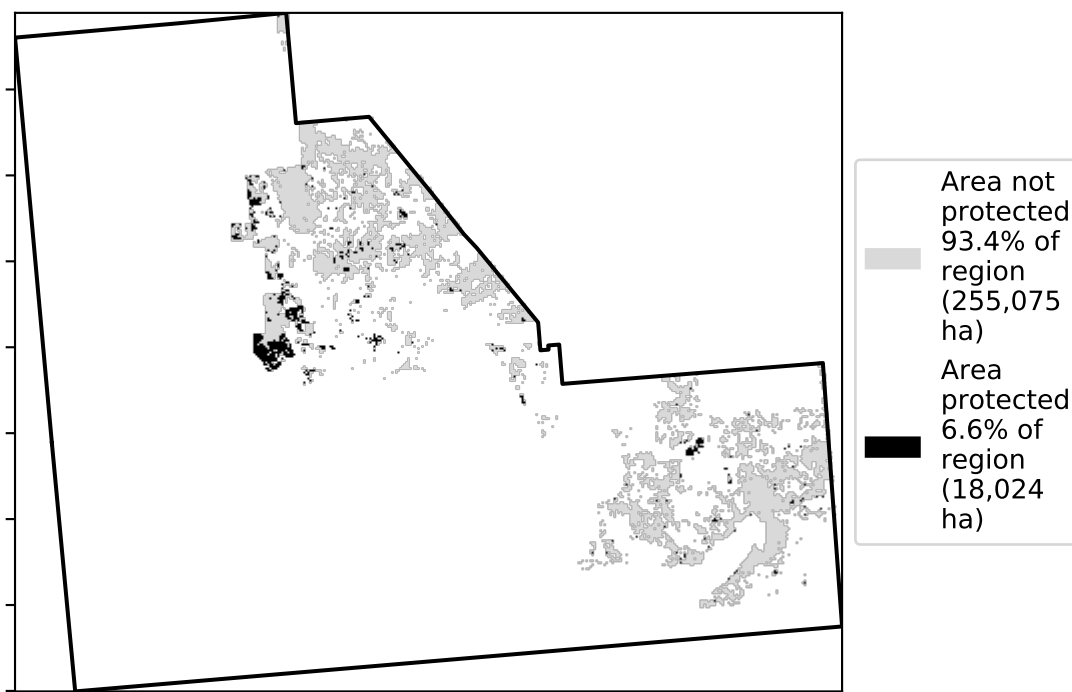 Area not
protected
93.4% of
region
(255,075
ha)
Area
protected
6.6% of
region
(18,024
ha)